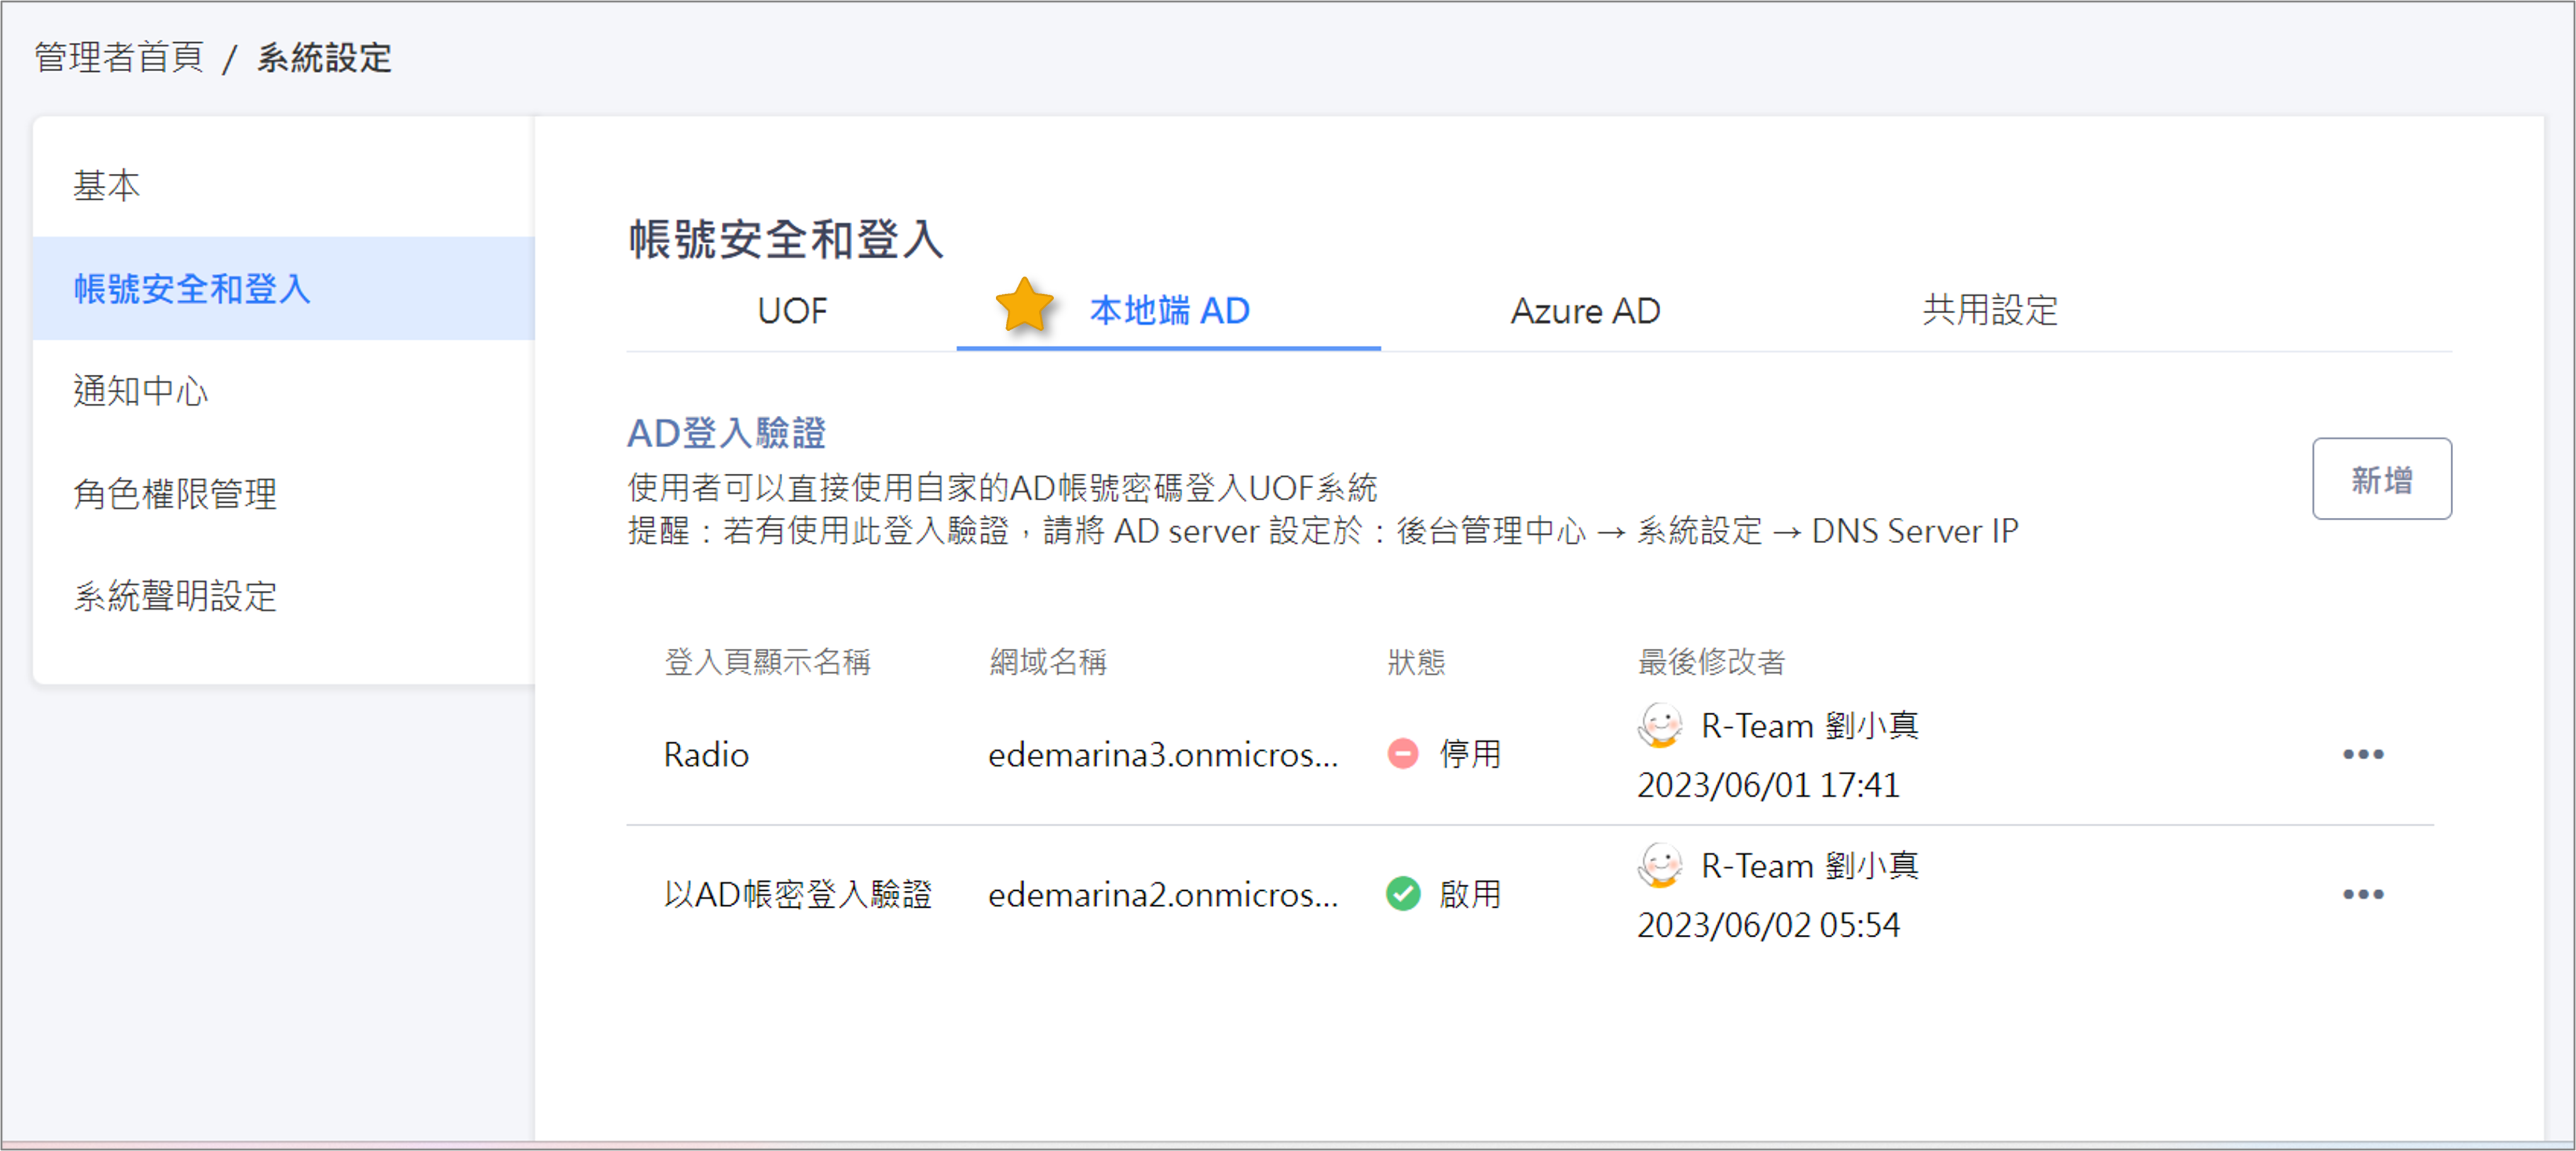 管理者首頁 / 系統設定
基本
帳號安全和登入
通知中心
角色權限管理
系統聲明設定
帳號安全和登入
UOF 本地端 AD Azure AD 共用設定
AD登入驗證
使用者可以直接使用自家的AD帳號密碼登入UOF系統
提醒：若有使用此登入驗證，請將 AD server 設定於：後台管理中心 → 系統設定 → DNS Server IP
新增
登入頁顯示名稱 網域名稱 狀態 最後修改者
Radio edemarina3.onmicros... 停用 R-Team 劉小真
2023/06/01 17:41
以AD帳密登入驗證 edemarina2.onmicros... 啟用 R-Team 劉小真
2023/06/02 05:54